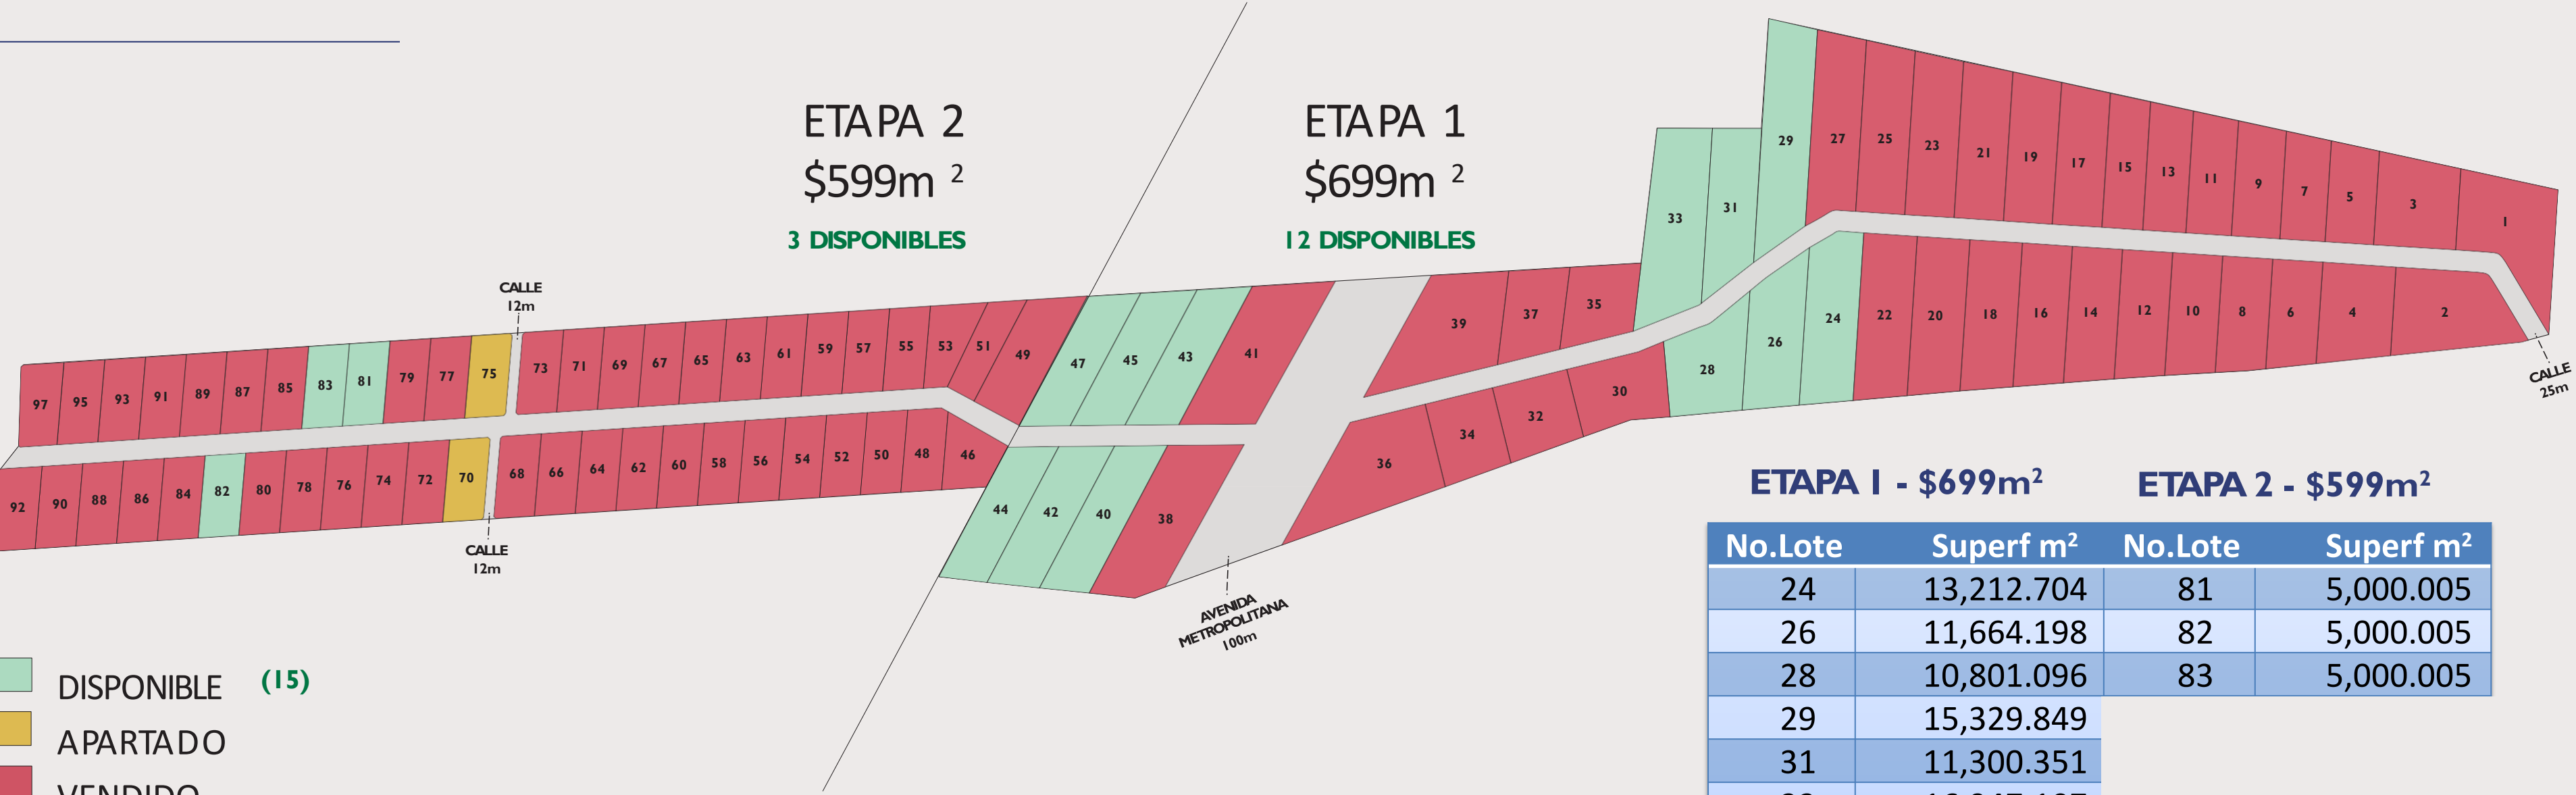 ETAPA 2
$599m 2
3 DISPONIBLES
ETAPA 1
$699m 2
12 DISPONIBLES
29 27 25 23 21 19 17 15 13 11 9 7 5 3 1
33 31
CALLE
12m
97 95 93 91 89 87 85 83 81 79 77 75 73 71 69 67 65 63 61 59 57 55 53 51 49 47 45 43 41 39 37 35
28 26 24 22 20 18 16 14 12 10 8 6 4 2
CALLE
25m
92 90 88 86 84 82 80 78 76 74 72 70 68 66 64 62 60 58 56 54 52 50 48 46 44 42 40 38 36 34 32 30
CALLE
12m
AVENIDA
METROPOLITANA
100m
DISPONIBLE (15)
APARTADO
VENDIDO
ETAPA 1 - $699m² ETAPA 2 - $599m²
No.Lote Superf m² No.Lote Superf m²
24 13,212.704 81 5,000.005
26 11,664.198 82 5,000.005
28 10,801.096 83 5,000.005
29 15,329.849
31 11,300.351